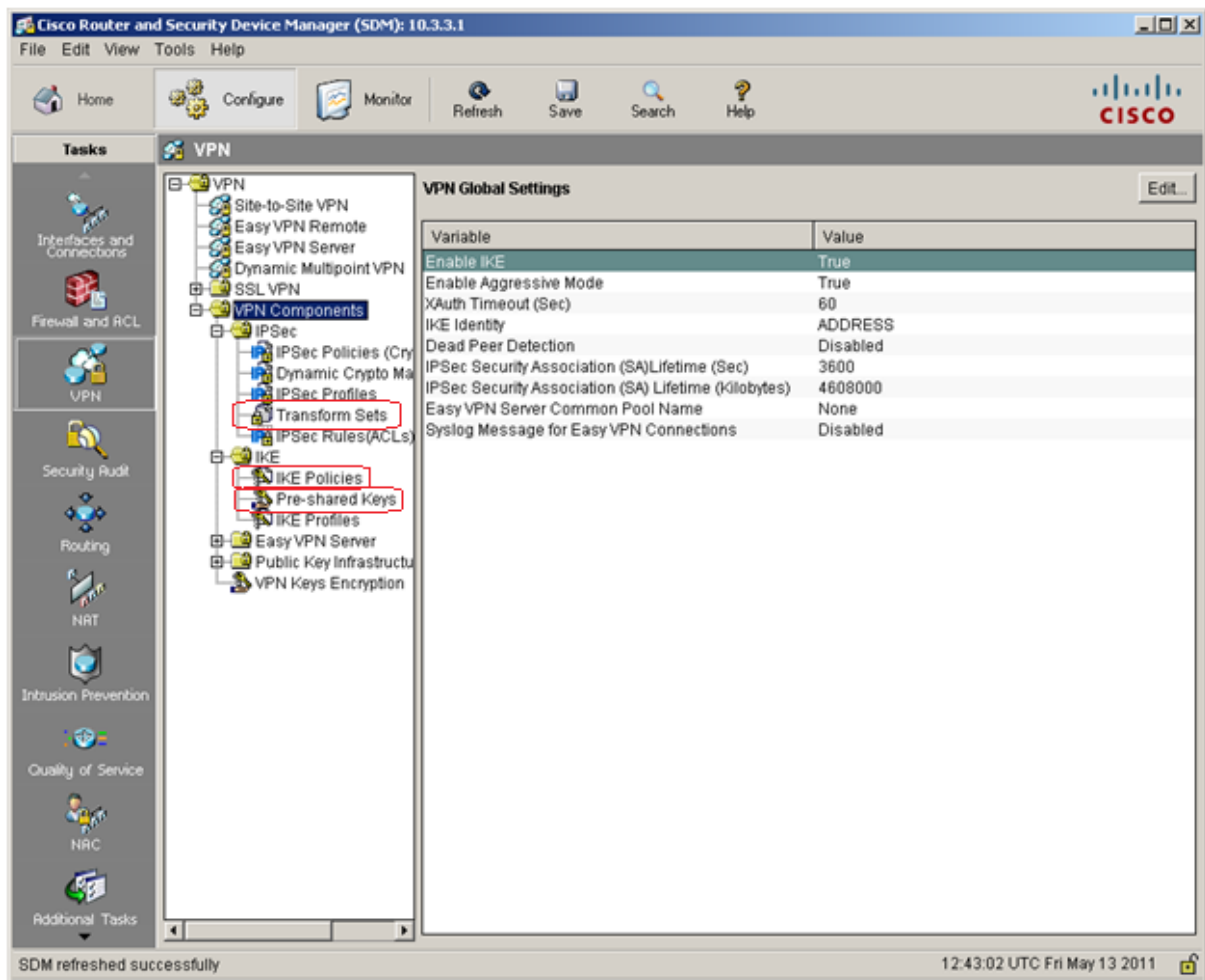 Cisco Router and Security Device Manager (SDM): 10.3.3.1
File Edit View Tools Help
Home Configure Monitor Refresh Save Search Help
CISCO
Tasks
VPN
Interfaces and Connections
Firewall and ACL
VPN
Security Audit
Routing
NAT
Intrusion Prevention
Quality of Service
NAC
Additional Tasks
VPN
Site-to-Site VPN
Easy VPN Remote
Easy VPN Server
Dynamic Multipoint VPN
SSL VPN
VPN Components
IPSec
IPSec Policies (Cry
Dynamic Crypto Ma
IPSec Profiles
Transform Sets
IPSec Rules(ACLs)
IKE
IKE Policies
Pre-shared Keys
IKE Profiles
Easy VPN Server
Public Key Infrastructu
VPN Keys Encryption
VPN Global Settings
Edit...
Variable Value
Enable IKE True
Enable Aggressive Mode True
XAuth Timeout (Sec) 60
IKE Identity ADDRESS
Dead Peer Detection Disabled
IPSec Security Association (SA)Lifetime (Sec) 3600
IPSec Security Association (SA) Lifetime (Kilobytes) 4608000
Easy VPN Server Common Pool Name None
Syslog Message for Easy VPN Connections Disabled
SDM refreshed successfully
12:43:02 UTC Fri May 13 2011